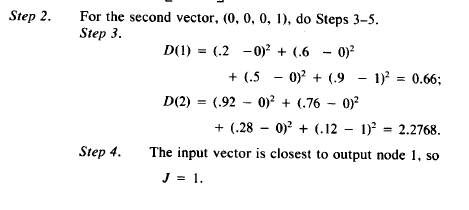 Step 2. For the second vector, (0, 0, 0, 1), do Steps 3–5.
Step 3.
D(1) = (.2 −0)² + (.6 − 0)²
+ (.5 − 0)² + (.9 − 1)² = 0.66;
D(2) = (.92 − 0)² + (.76 − 0)²
+ (.28 − 0)² + (.12 − 1)² = 2.2768.
Step 4. The input vector is closest to output node 1, so
J = 1.